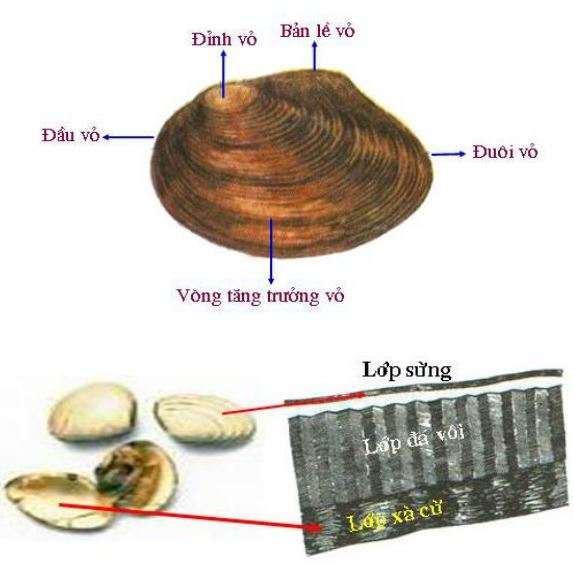 Bản lề vỏ
Đỉnh vỏ
Đầu vỏ
Đuôi vỏ
Vòng tăng trưởng vỏ
Lớp sừng
Lớp đá vôi
Lớp xà cừ